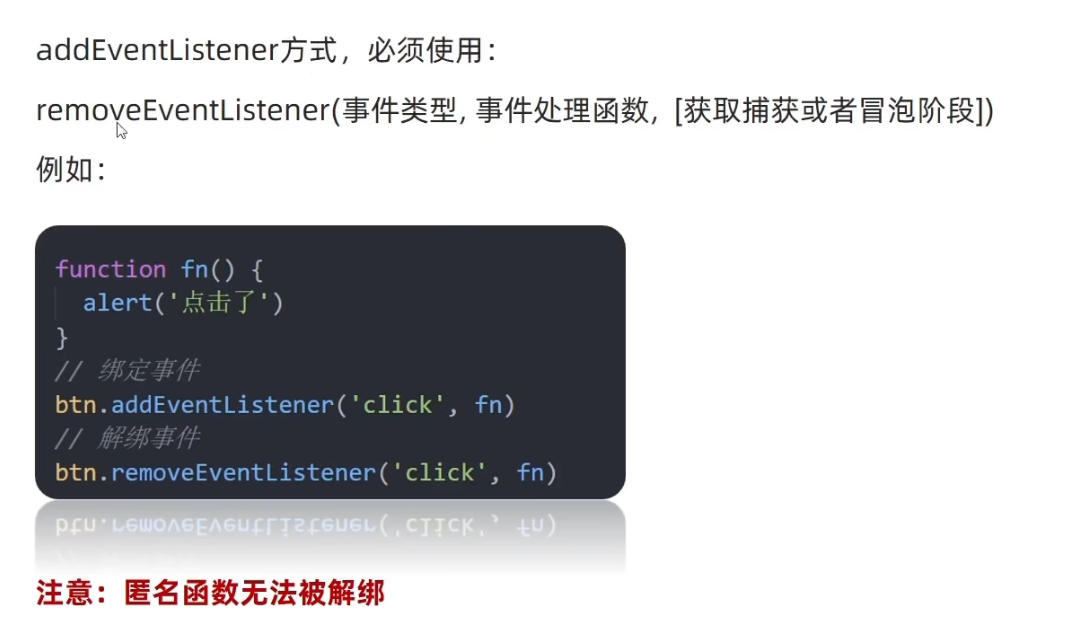 addEventListener方式，必须使用：
removeEventListener(事件类型, 事件处理函数, [获取捕获或者冒泡阶段])
例如：
function fn() {
  alert('点击了')
}
// 绑定事件
btn.addEventListener('click', fn)
// 解绑事件
btn.removeEventListener('click', fn)
注意：匿名函数无法被解绑